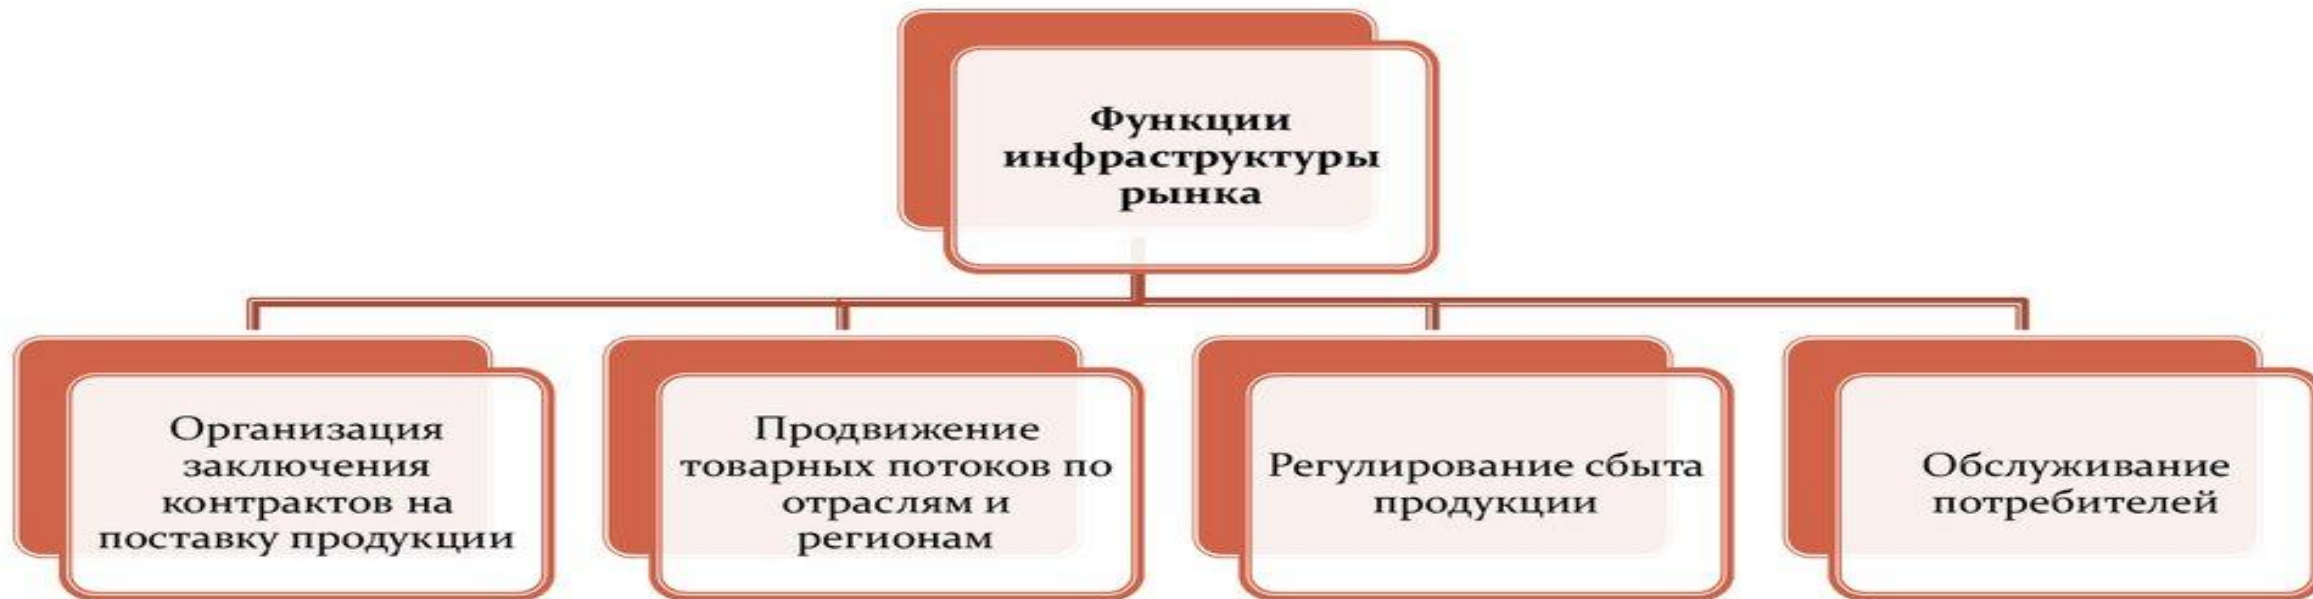 Функции
инфраструктуры
рынка
Организация
заключения
контрактов на
поставку продукции
Продвижение
товарных потоков по
отраслям и
регионам
Регулирование сбыта
продукции
Обслуживание
потребителей